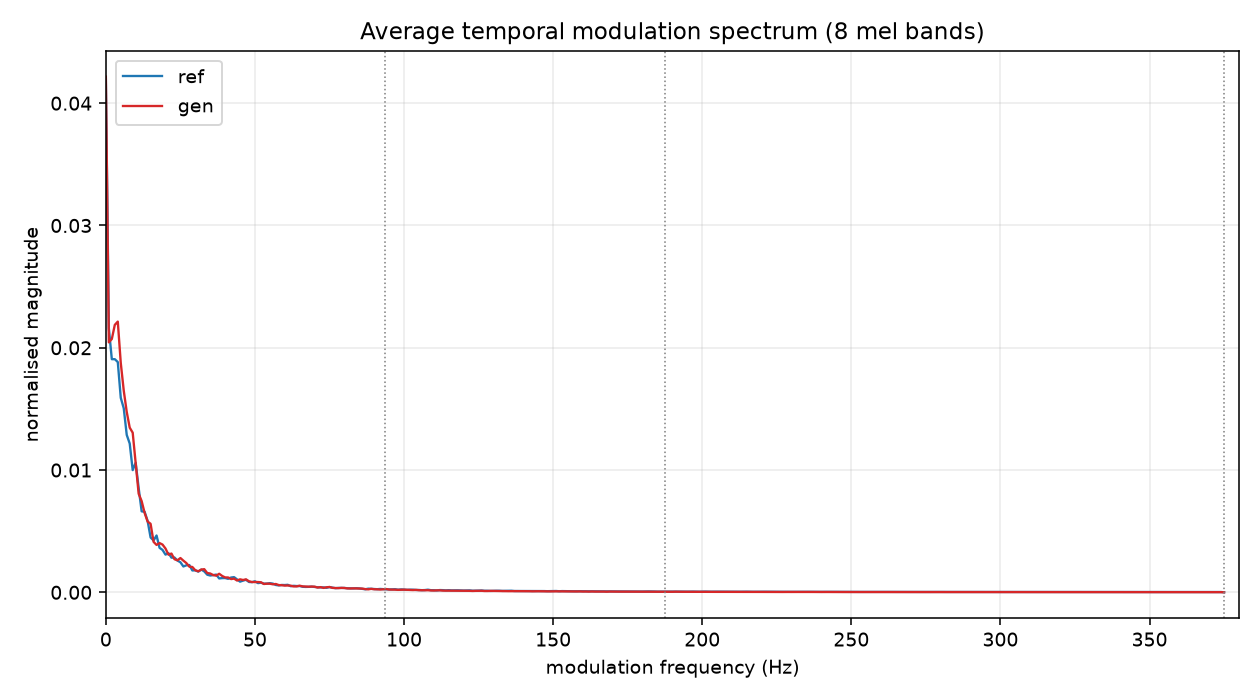 Average temporal modulation spectrum (8 mel bands)
ref
gen
normalised magnitude
0.04
0.03
0.02
0.01
0.00
0 50 100 150 200 250 300 350
modulation frequency (Hz)